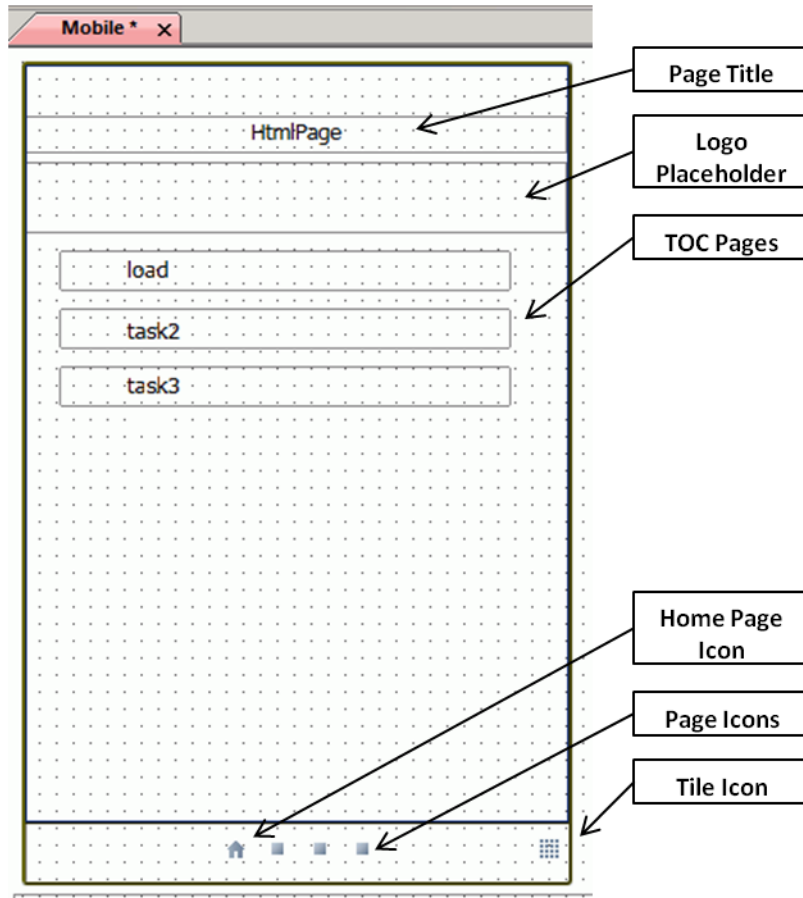 Mobile *
Page Title
HtmlPage
Logo
Placeholder
TOC Pages
load
task2
task3
Home Page
Icon
Page Icons
Tile Icon